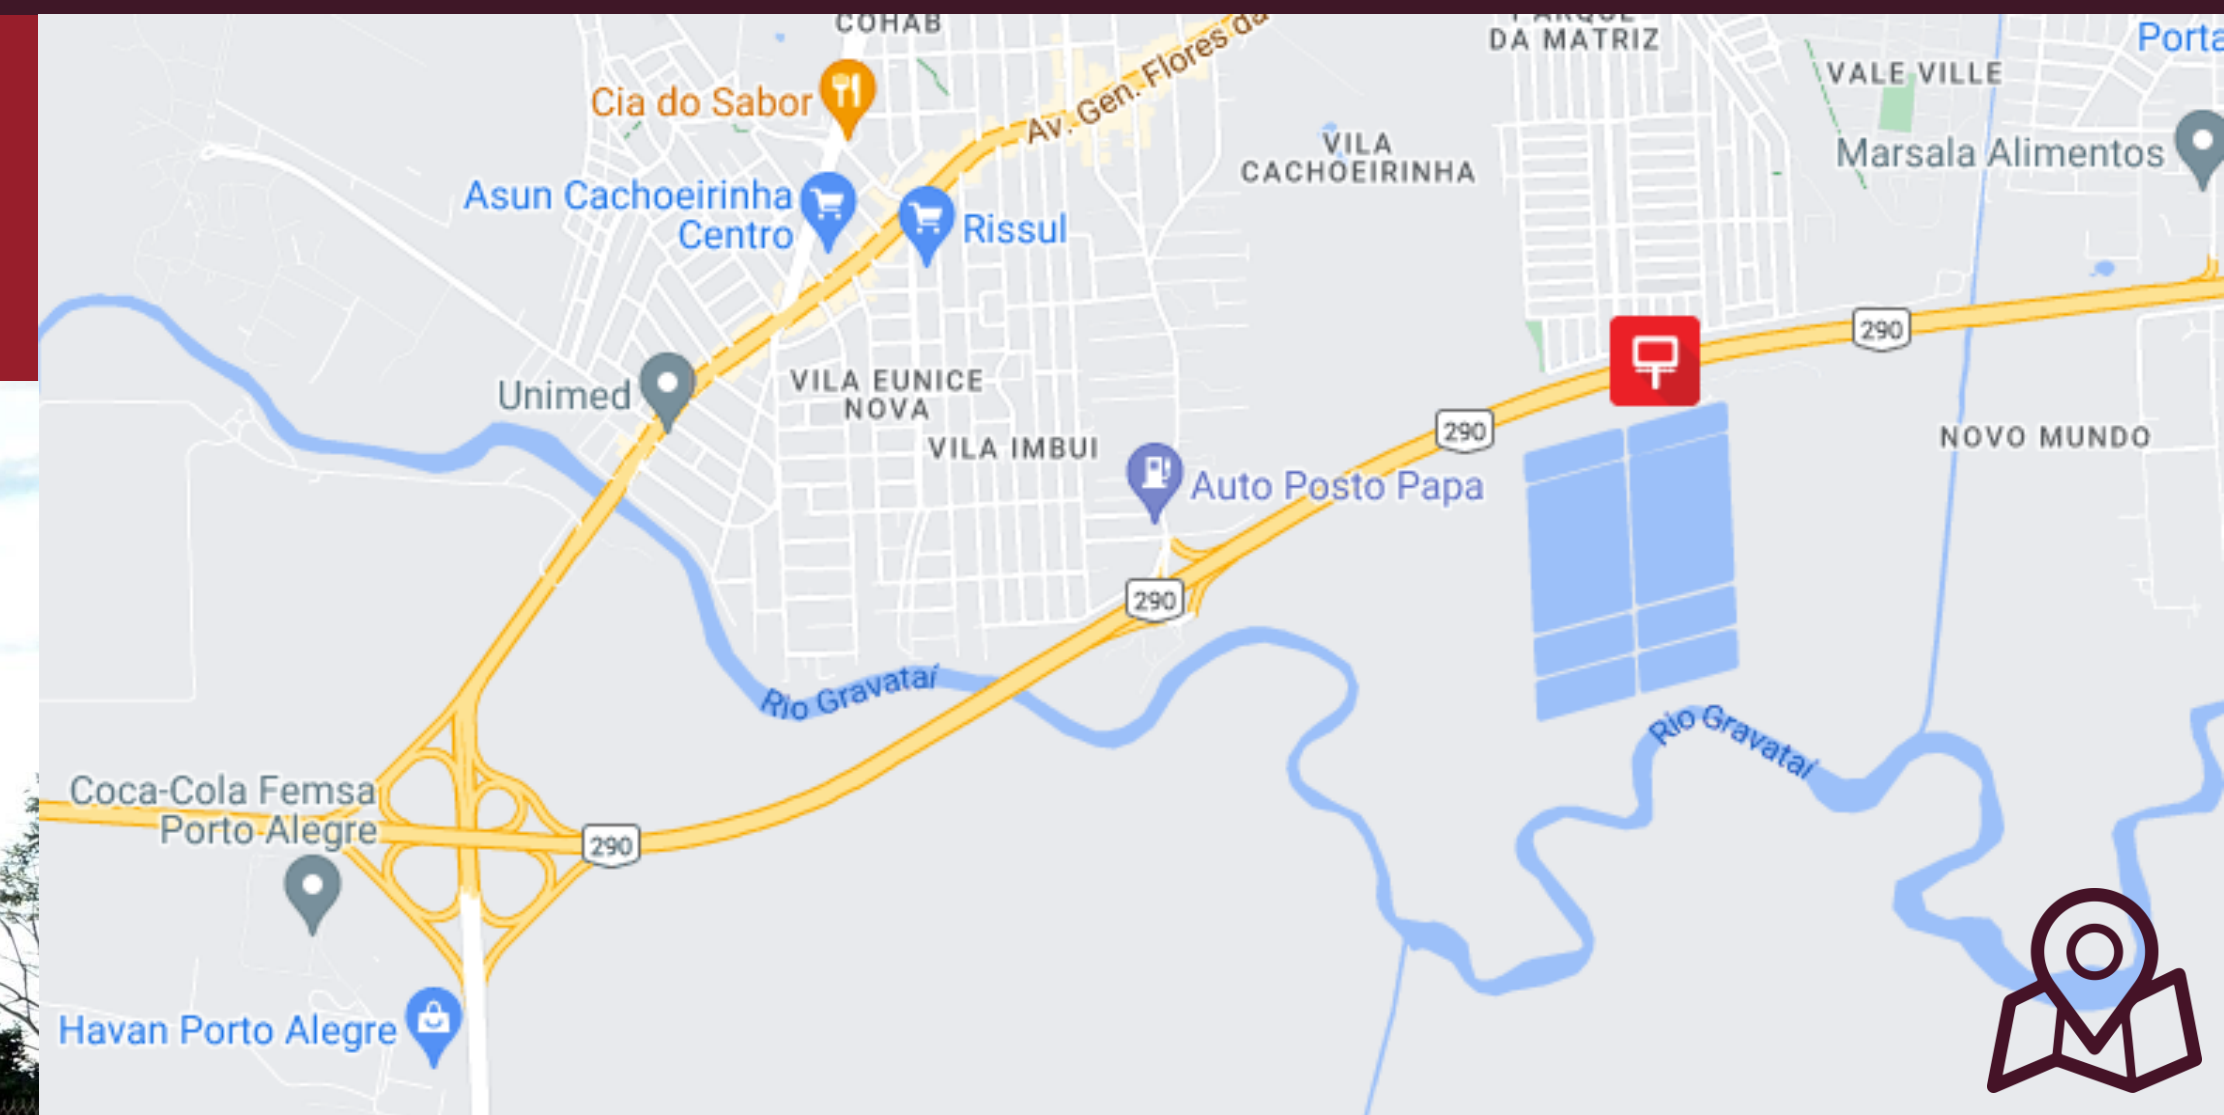 COHAB
PARQUE
DA MATRIZ
Av. Gen. Flores da
Cia do Sabor
VALE VILLE
VILA
CACHOEIRINHA
Marsala Alimentos
Asun Cachoeirinha
Centro
Rissul
290
Unimed
VILA EUNICE
NOVA
VILA IMBUI
290
NOVO MUNDO
Auto Posto Papa
290
Rio Gravataí
Rio Gravataí
Coca-Cola Femsa
Porto Alegre
290
Havan Porto Alegre